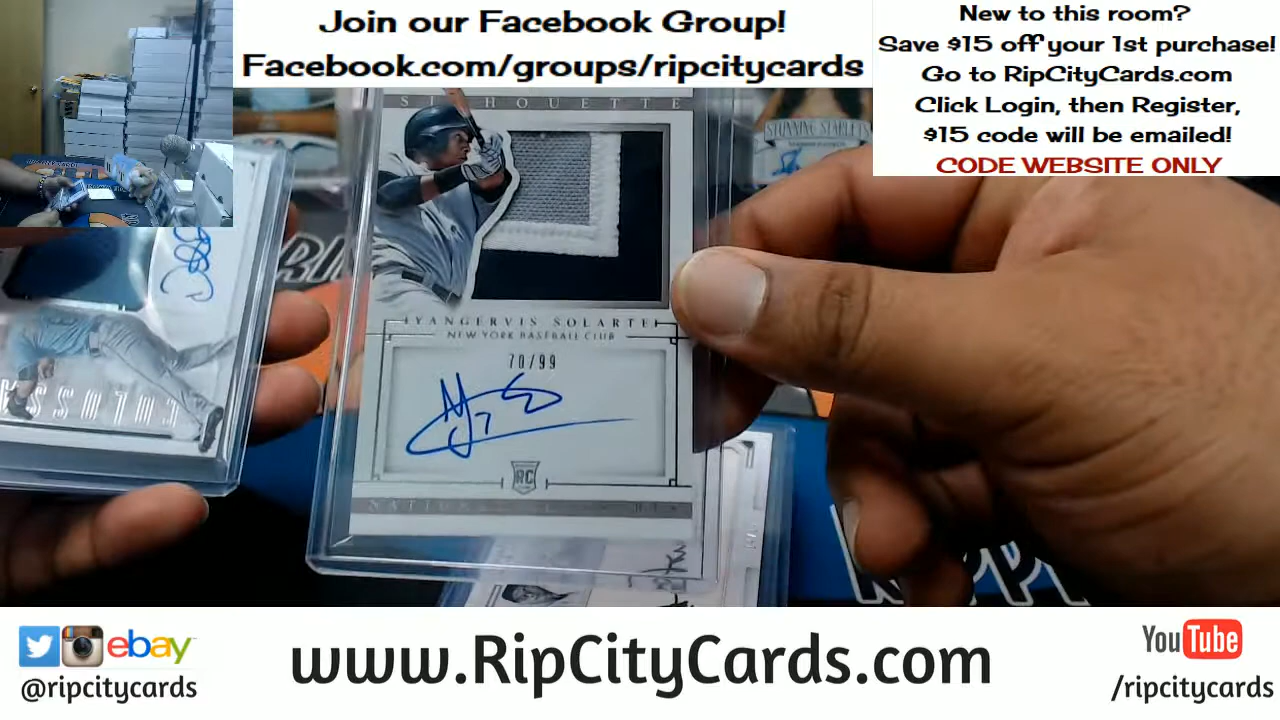 Join our Facebook Group!
Facebook.com/groups/ripcitycards
New to this room?
Save $15 off your 1st purchase!
Go to RipCityCards.com
Click Login, then Register,
$15 code will be emailed!
CODE WEBSITE ONLY
SILHOUETTE
STUNNING STARLETS
YANGERVIS SOLARTE
NEW YORK BASEBALL CLUB
70/99
RC
COLOSSU
ebay
@ripcitycards
www.RipCityCards.com
YouTube
/ripcitycards